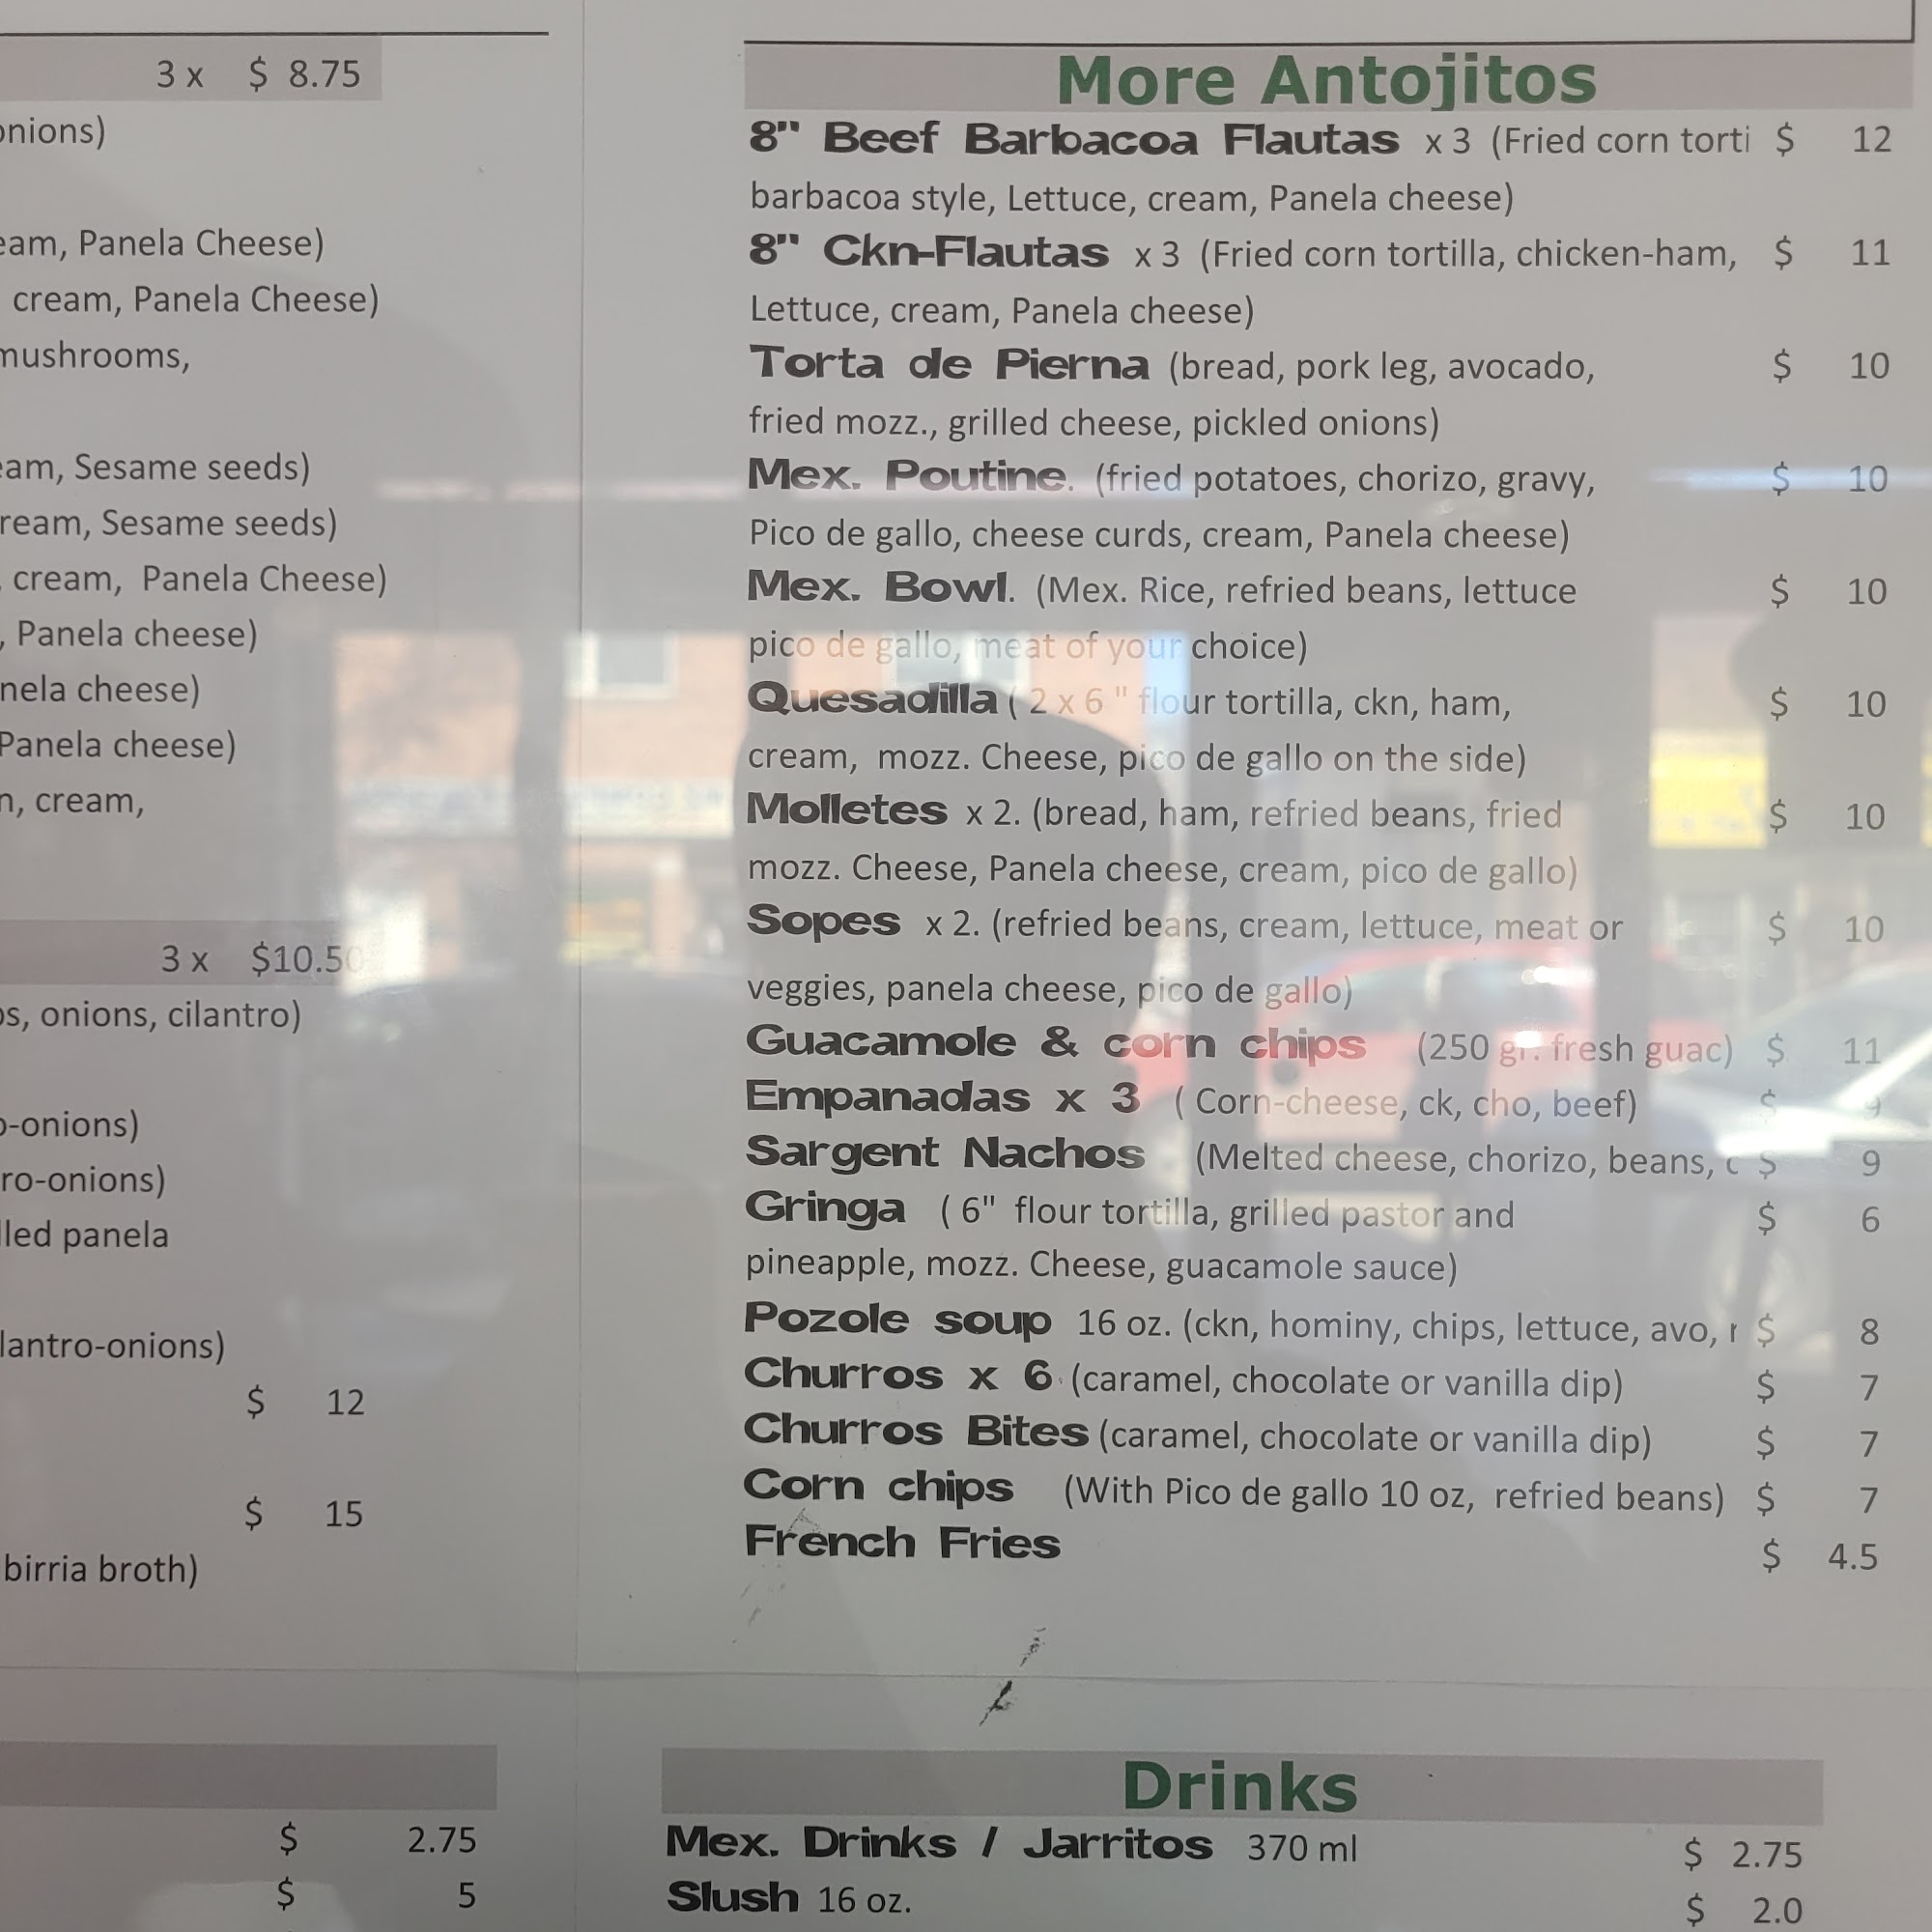 3 x $ 8.75
onions)
eam, Panela Cheese)
cream, Panela Cheese)
mushrooms,
eam, Sesame seeds)
ream, Sesame seeds)
, cream, Panela Cheese)
, Panela cheese)
nela cheese)
Panela cheese)
n, cream,
3 x $10.50
os, onions, cilantro)
o-onions)
ro-onions)
lled panela
lantro-onions)
$ 12
$ 15
birria broth)
$ 2.75
$ 5
More Antojitos
8" Beef Barbacoa Flautas x 3 (Fried corn torti $ 12
barbacoa style, Lettuce, cream, Panela cheese)
8" Ckn-Flautas x 3 (Fried corn tortilla, chicken-ham, $ 11
Lettuce, cream, Panela cheese)
Torta de Pierna (bread, pork leg, avocado, $ 10
fried mozz., grilled cheese, pickled onions)
Mex. Poutine. (fried potatoes, chorizo, gravy, $ 10
Pico de gallo, cheese curds, cream, Panela cheese)
Mex. Bowl. (Mex. Rice, refried beans, lettuce $ 10
pico de gallo, meat of your choice)
Quesadilla ( 2 x 6 " flour tortilla, ckn, ham, $ 10
cream, mozz. Cheese, pico de gallo on the side)
Molletes x 2. (bread, ham, refried beans, fried $ 10
mozz. Cheese, Panela cheese, cream, pico de gallo)
Sopes x 2. (refried beans, cream, lettuce, meat or $ 10
veggies, panela cheese, pico de gallo)
Guacamole & corn chips (250 gr. fresh guac) $ 11
Empanadas x 3 ( Corn-cheese, ck, cho, beef) $ 9
Sargent Nachos (Melted cheese, chorizo, beans, c $ 9
Gringa ( 6" flour tortilla, grilled pastor and $ 6
pineapple, mozz. Cheese, guacamole sauce)
Pozole soup 16 oz. (ckn, hominy, chips, lettuce, avo, r $ 8
Churros x 6 (caramel, chocolate or vanilla dip) $ 7
Churros Bites (caramel, chocolate or vanilla dip) $ 7
Corn chips (With Pico de gallo 10 oz, refried beans) $ 7
French Fries $ 4.5
Drinks
Mex. Drinks / Jarritos 370 ml $ 2.75
Slush 16 oz. $ 2.0